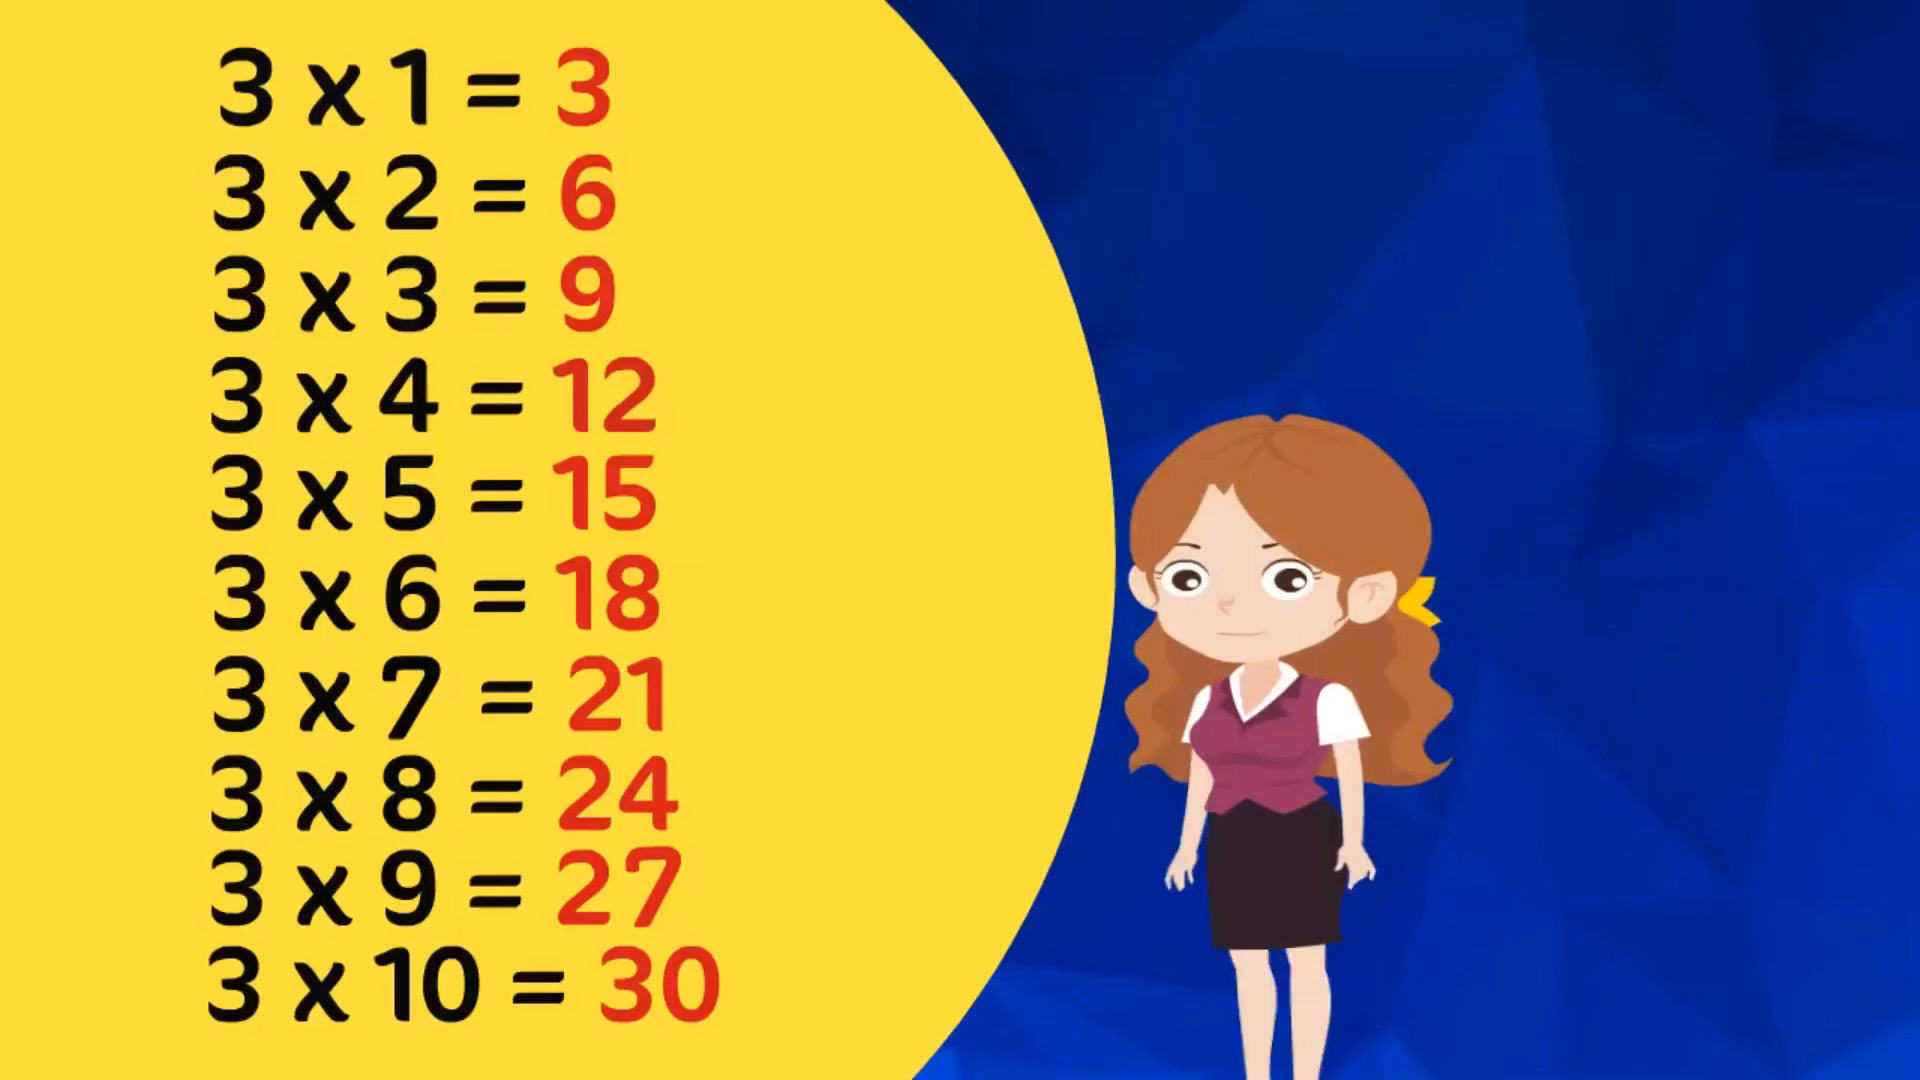 3 x 1 = 3
3 x 2 = 6
3 x 3 = 9
3 x 4 = 12
3 x 5 = 15
3 x 6 = 18
3 x 7 = 21
3 x 8 = 24
3 x 9 = 27
3 x 10 = 30